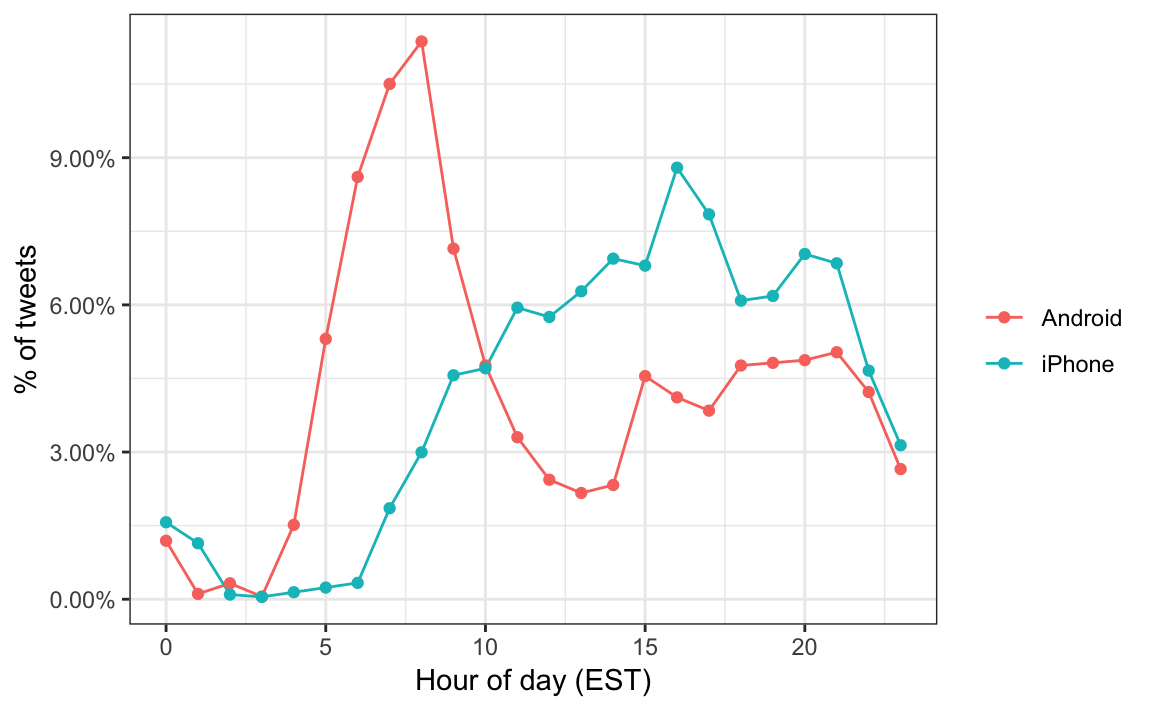 9.00%
6.00%
3.00%
0.00%
% of tweets
0 5 10 15 20
Hour of day (EST)
Android
iPhone